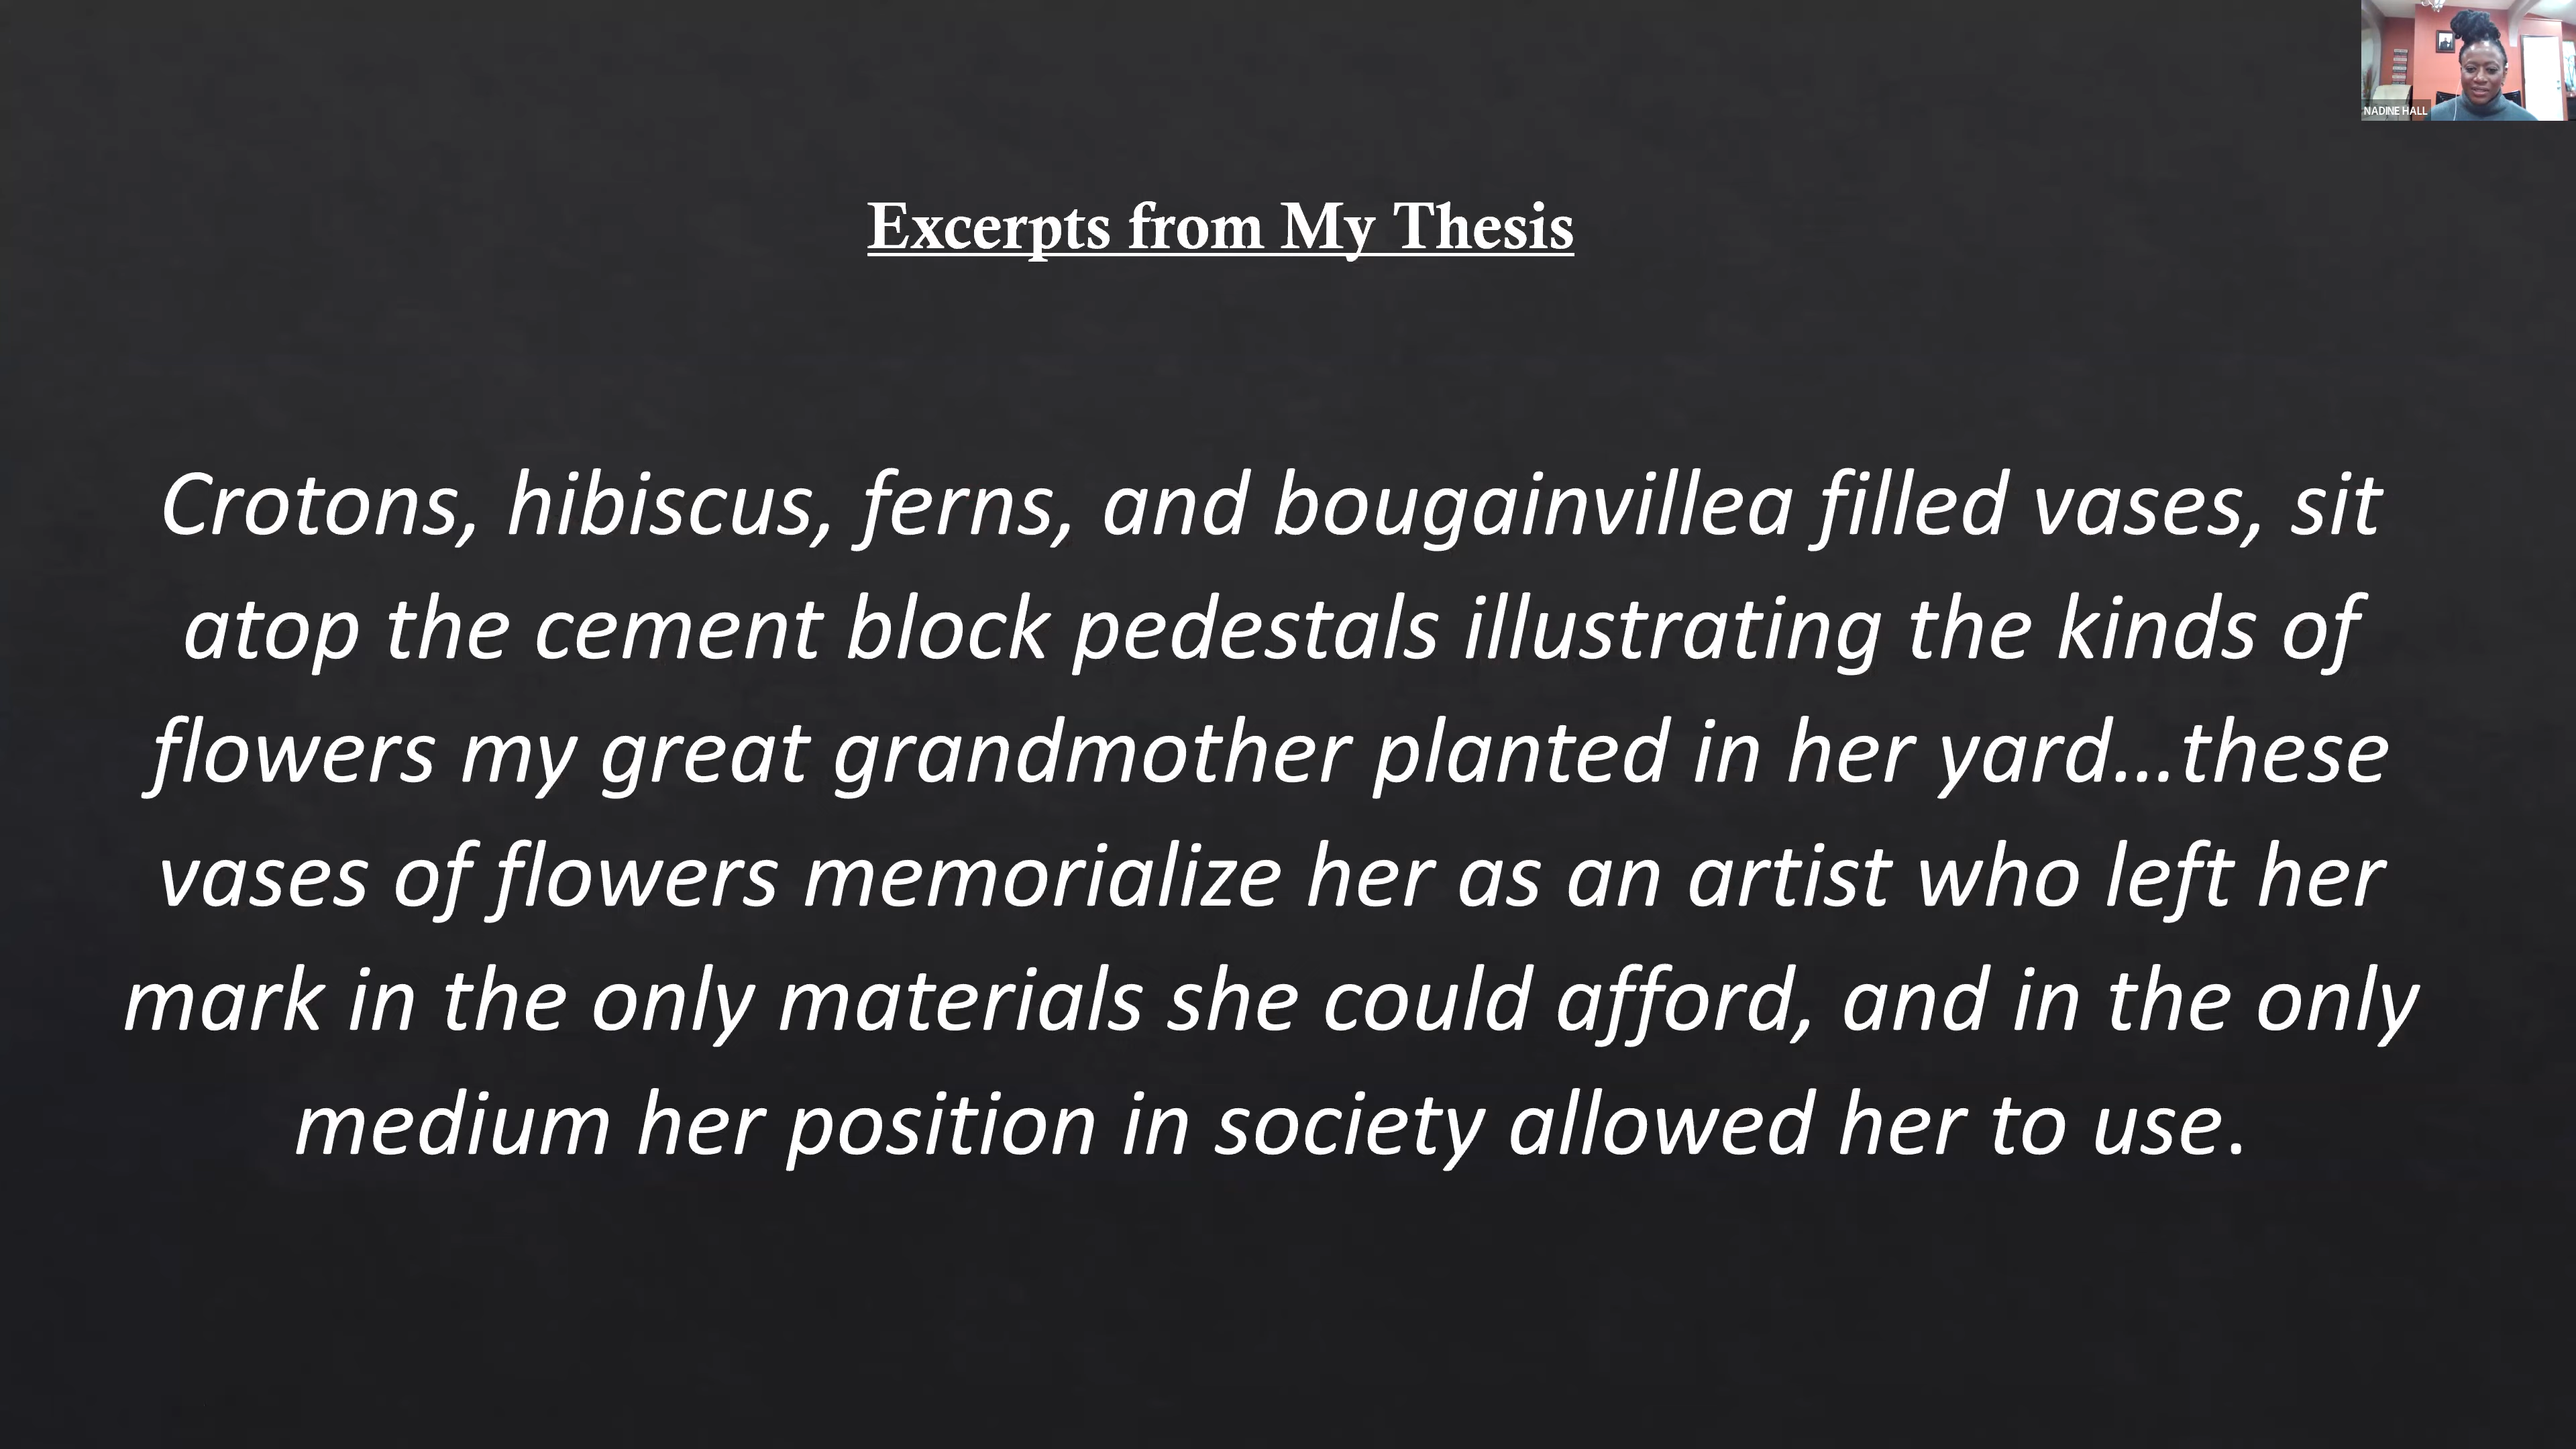 NADINE HALL
Excerpts from My Thesis
Crotons, hibiscus, ferns, and bougainvillea filled vases, sit
atop the cement block pedestals illustrating the kinds of
flowers my great grandmother planted in her yard...these
vases of flowers memorialize her as an artist who left her
mark in the only materials she could afford, and in the only
medium her position in society allowed her to use.